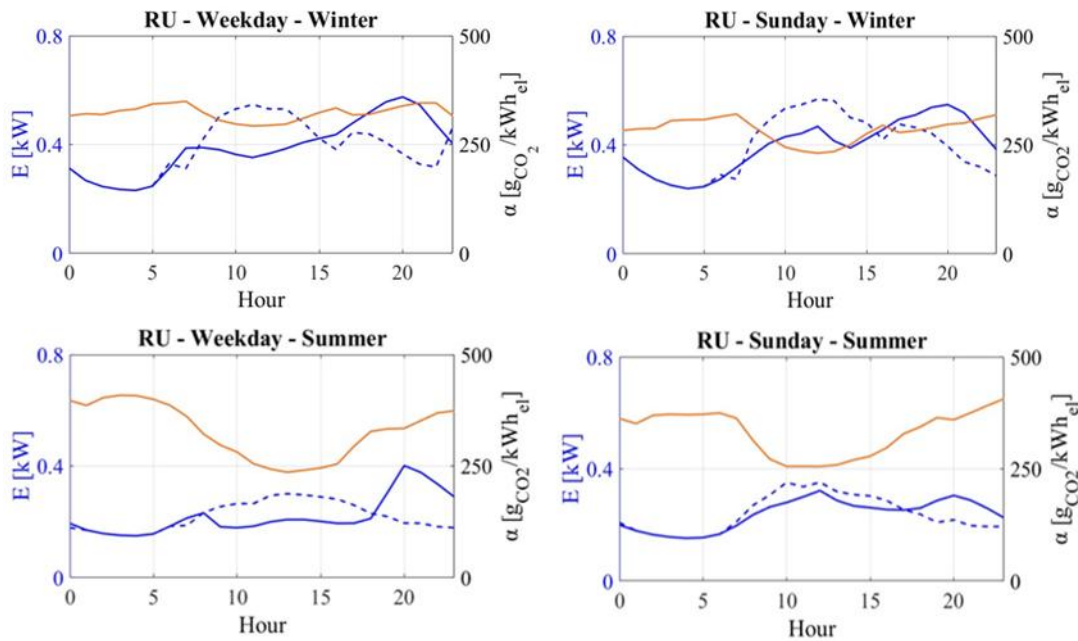 RU - Weekday - Winter
0.8
0.4
0
E [kW]
500
250
0
α [gCO2/kWhel]
0 5 10 15 20
Hour
RU - Sunday - Winter
0.8
0.4
0
E [kW]
500
250
0
α [gCO2/kWhel]
0 5 10 15 20
Hour
RU - Weekday - Summer
0.8
0.4
0
E [kW]
500
250
0
α [gCO2/kWhel]
0 5 10 15 20
Hour
RU - Sunday - Summer
0.8
0.4
0
E [kW]
500
250
0
α [gCO2/kWhel]
0 5 10 15 20
Hour